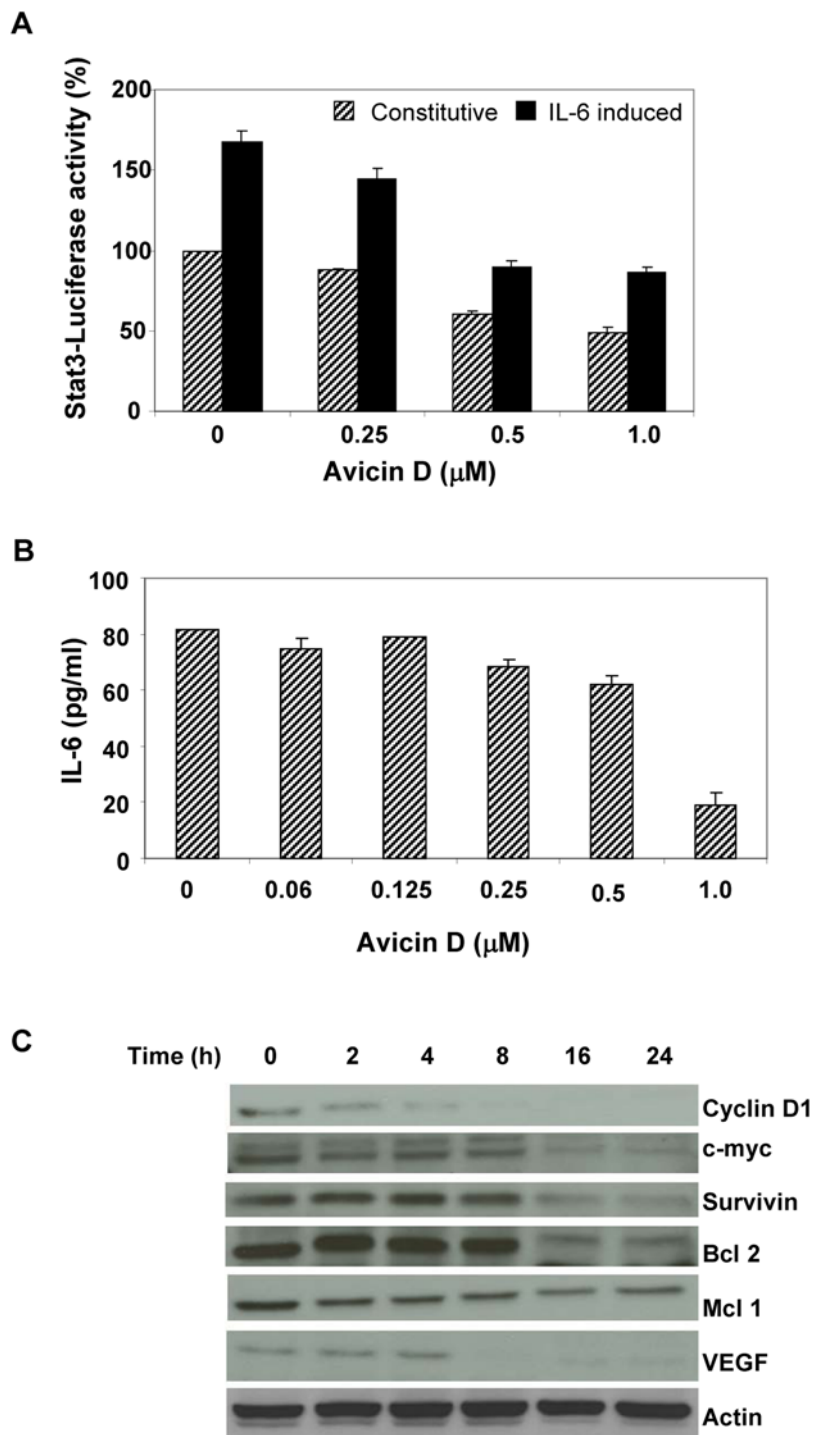 A
Stat3-Luciferase activity (%)
200
150
100
50
0
Constitutive
IL-6 induced
0 0.25 0.5 1.0
Avicin D (μM)
B
IL-6 (pg/ml)
100
80
60
40
20
0
0 0.06 0.125 0.25 0.5 1.0
Avicin D (μM)
C
Time (h) 0 2 4 8 16 24
Cyclin D1
c-myc
Survivin
Bcl 2
Mcl 1
VEGF
Actin